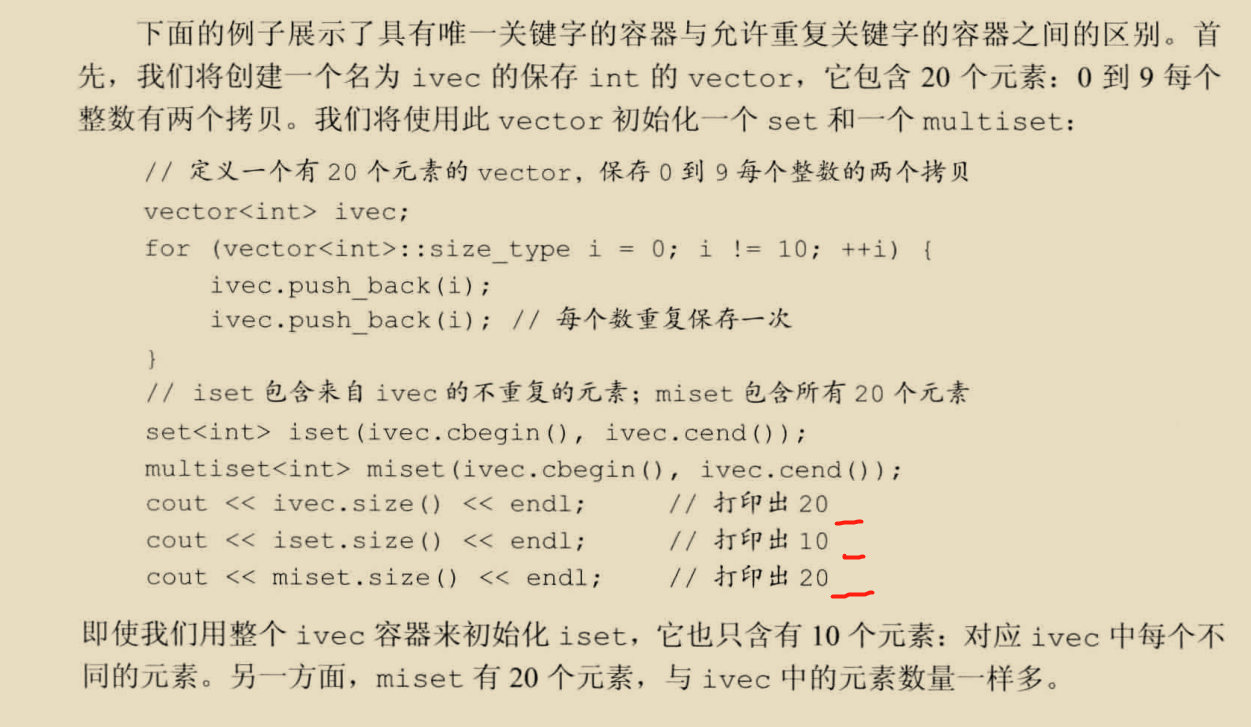 下面的例子展示了具有唯一关键字的容器与允许重复关键字的容器之间的区别。首
先，我们将创建一个名为 ivec 的保存 int 的 vector，它包含 20 个元素：0 到 9 每个
整数有两个拷贝。我们将使用此 vector 初始化一个 set 和一个 multiset：
// 定义一个有 20 个元素的 vector，保存 0 到 9 每个整数的两个拷贝
vector<int> ivec;
for (vector<int>::size_type i = 0; i != 10; ++i) {
    ivec.push_back(i);
    ivec.push_back(i); // 每个数重复保存一次
}
// iset 包含来自 ivec 的不重复的元素；miset 包含所有 20 个元素
set<int> iset(ivec.cbegin(), ivec.cend());
multiset<int> miset(ivec.cbegin(), ivec.cend());
cout << ivec.size() << endl;     // 打印出 20
cout << iset.size() << endl;     // 打印出 10
cout << miset.size() << endl;    // 打印出 20
即使我们用整个 ivec 容器来初始化 iset，它也只含有 10 个元素：对应 ivec 中每个不
同的元素。另一方面，miset 有 20 个元素，与 ivec 中的元素数量一样多。